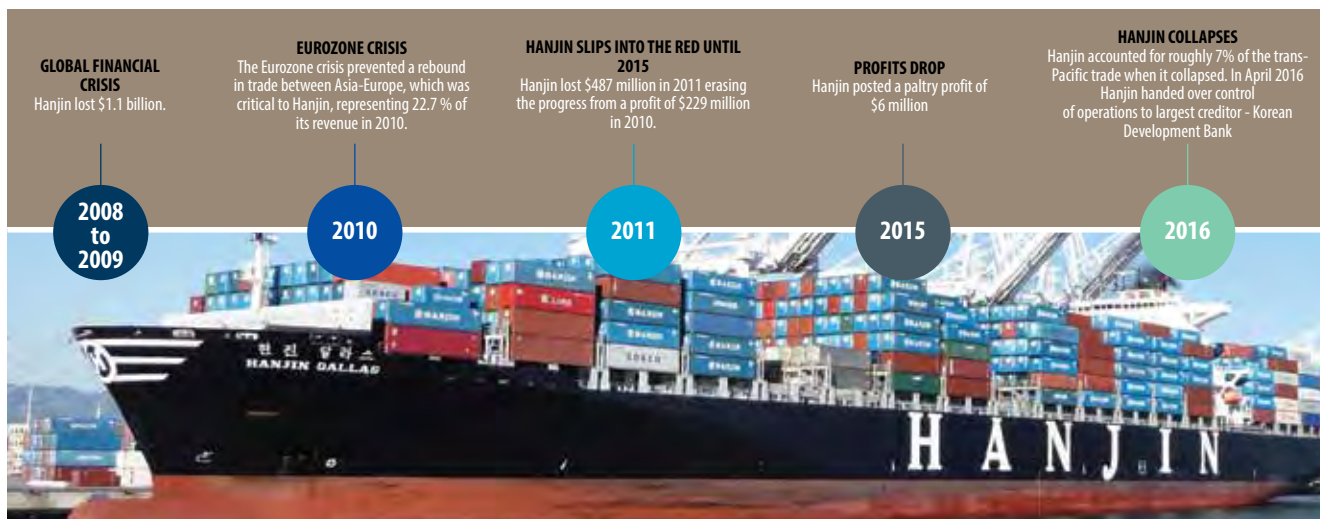 GLOBAL FINANCIAL
CRISIS
Hanjin lost $1.1 billion.
2008
to
2009
EUROZONE CRISIS
The Eurozone crisis prevented a rebound
in trade between Asia-Europe, which was
critical to Hanjin, representing 22.7 % of
its revenue in 2010.
2010
HANJIN SLIPS INTO THE RED UNTIL
2015
Hanjin lost $487 million in 2011 erasing
the progress from a profit of $229 million
in 2010.
2011
PROFITS DROP
Hanjin posted a paltry profit of
$6 million
2015
HANJIN COLLAPSES
Hanjin accounted for roughly 7% of the trans-
Pacific trade when it collapsed. In April 2016
Hanjin handed over control
of operations to largest creditor - Korean
Development Bank
2016
HANJIN DALLAS
HANJIN